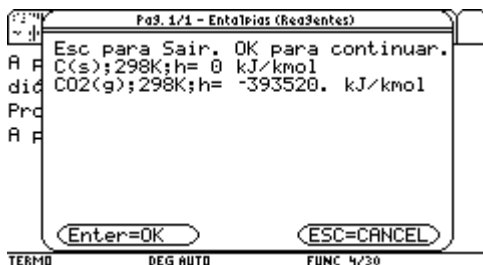 Pag. 1/1 - Entalpias (Reagentes)
Esc para Sair. OK para continuar.
C(s);298K;h= 0 kJ/kmol
CO2(g);298K;h= -393520. kJ/kmol
A p
dió
Pro
A p
Enter=OK
ESC=CANCEL
TERMO DEG AUTO FUNC 4/30